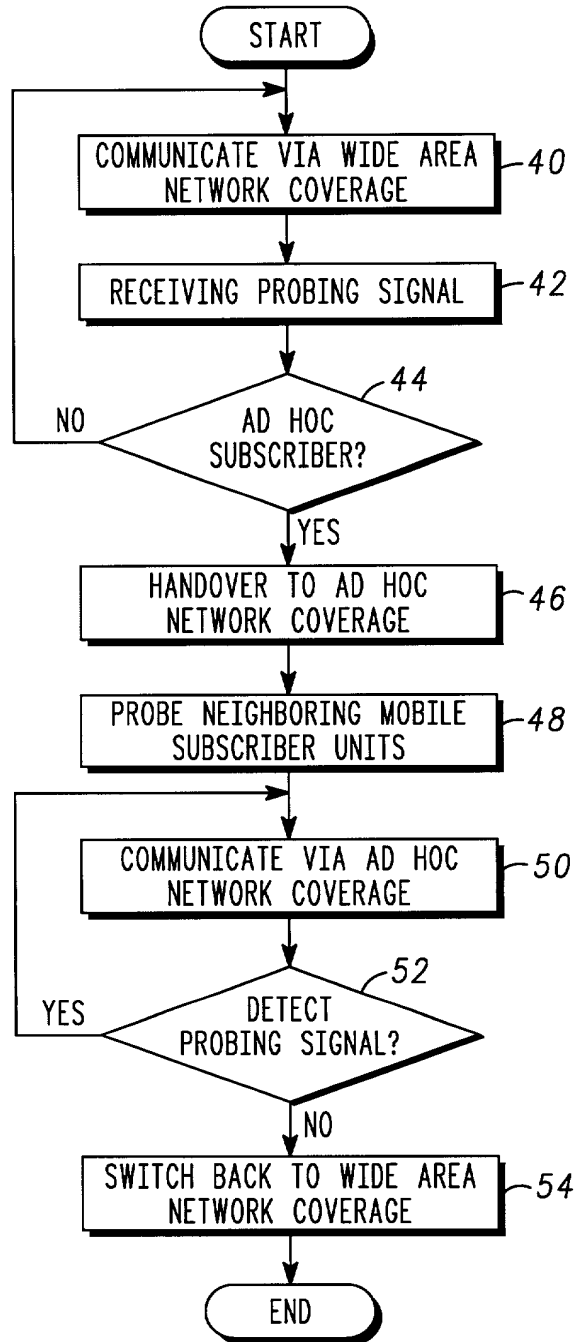 START
COMMUNICATE VIA WIDE AREA
NETWORK COVERAGE
40
RECEIVING PROBING SIGNAL
42
44
NO
AD HOC
SUBSCRIBER?
YES
HANDOVER TO AD HOC
NETWORK COVERAGE
46
PROBE NEIGHBORING MOBILE
SUBSCRIBER UNITS
48
COMMUNICATE VIA AD HOC
NETWORK COVERAGE
50
52
YES
DETECT
PROBING SIGNAL?
NO
SWITCH BACK TO WIDE AREA
NETWORK COVERAGE
54
END